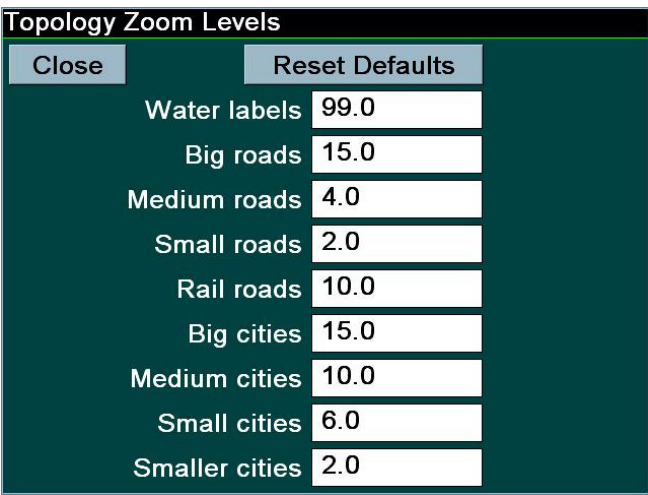 Topology Zoom Levels
Close Reset Defaults
Water labels 99.0
Big roads 15.0
Medium roads 4.0
Small roads 2.0
Rail roads 10.0
Big cities 15.0
Medium cities 10.0
Small cities 6.0
Smaller cities 2.0